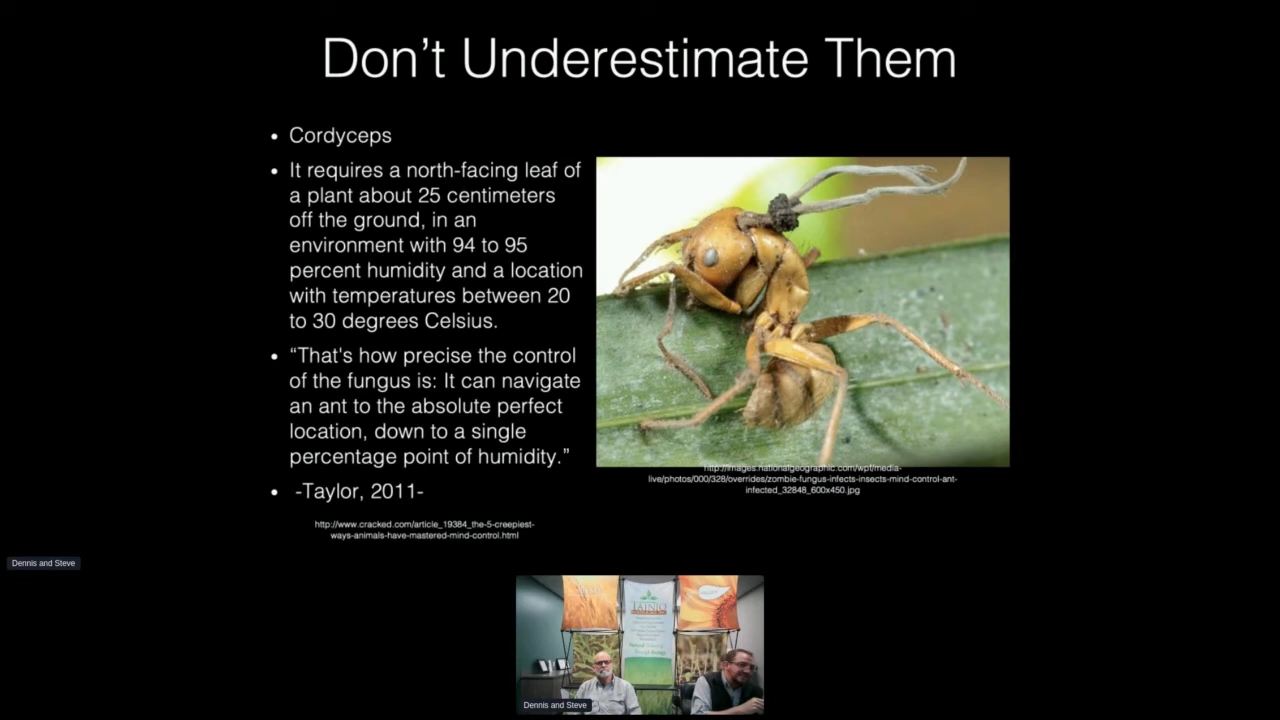 Don't Underestimate Them
• Cordyceps
• It requires a north-facing leaf of
a plant about 25 centimeters
off the ground, in an
environment with 94 to 95
percent humidity and a location
with temperatures between 20
to 30 degrees Celsius.
• “That's how precise the control
of the fungus is: It can navigate
an ant to the absolute perfect
location, down to a single
percentage point of humidity.”
• -Taylor, 2011-
http://www.cracked.com/article_19384_the-5-creepiest-
ways-animals-have-mastered-mind-control.html
http://images.nationalgeographic.com/wpf/media-
live/photos/000/328/overrides/zombie-fungus-infects-insects-mind-control-ant-
infected_32848_600x450.jpg
Dennis and Steve
TAINIO
Dennis and Steve